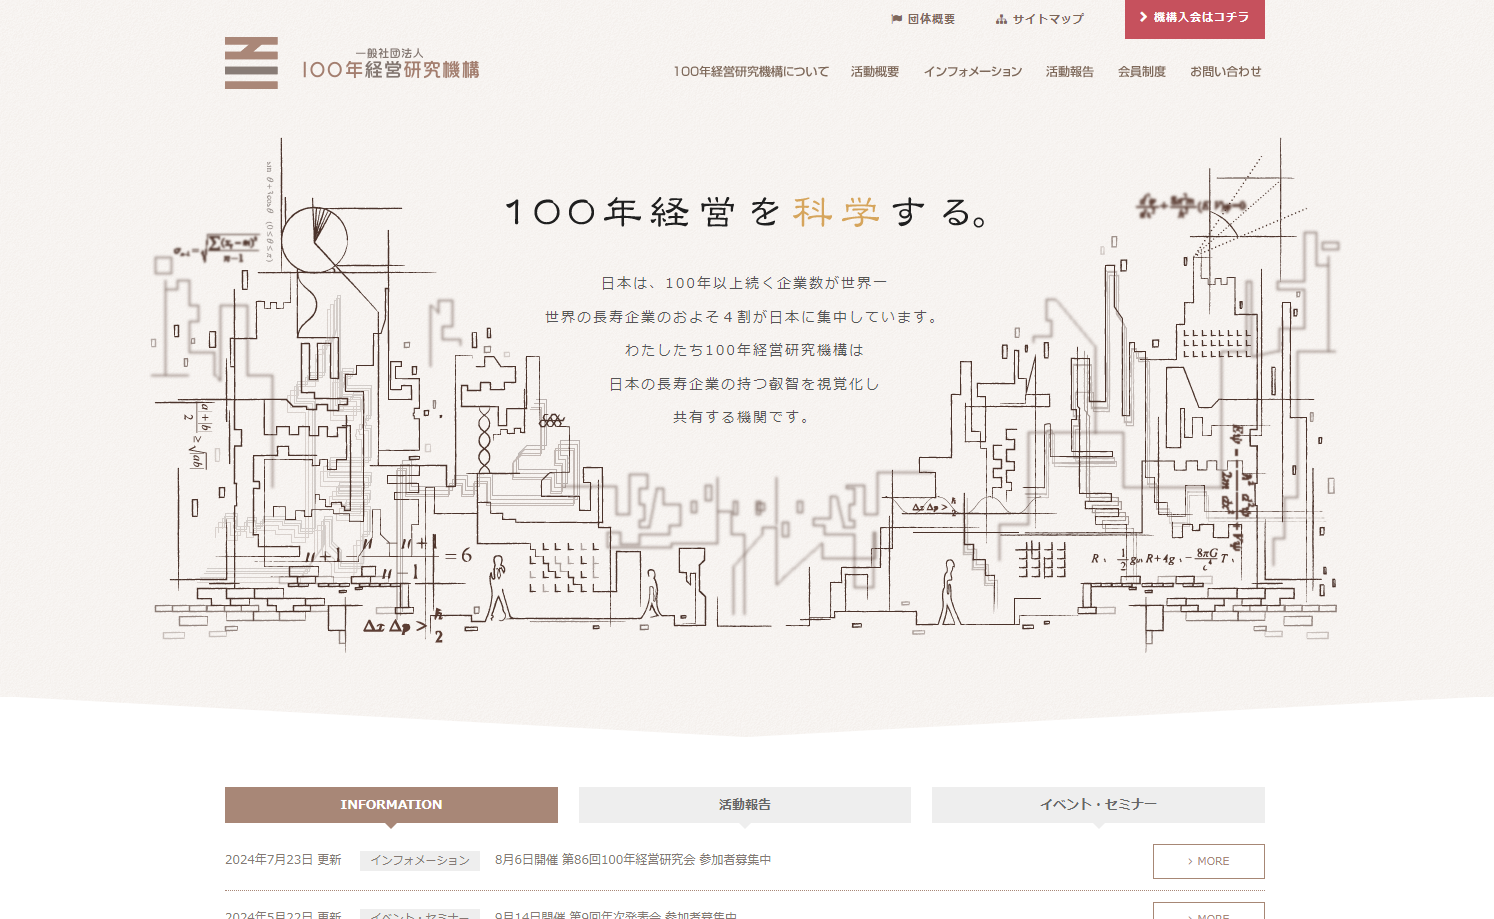 団体概要
サイトマップ
機構入会はコチラ
一般社団法人
100年経営研究機構
100年経営研究機構について
活動概要
インフォメーション
活動報告
会員制度
お問い合わせ
100年経営を科学する。
日本は、100年以上続く企業数が世界一
世界の長寿企業のおよそ４割が日本に集中しています。
わたしたち100年経営研究機構は
日本の長寿企業の持つ叡智を視覚化し
共有する機関です。
= 6
INFORMATION
活動報告
イベント・セミナー
2024年7月23日 更新
インフォメーション
8月6日開催 第86回100年経営研究会 参加者募集中
MORE
2024年5月22日 更新
イベント・セミナー
9月14日開催 第9回年次発表会 参加者募集中
MORE